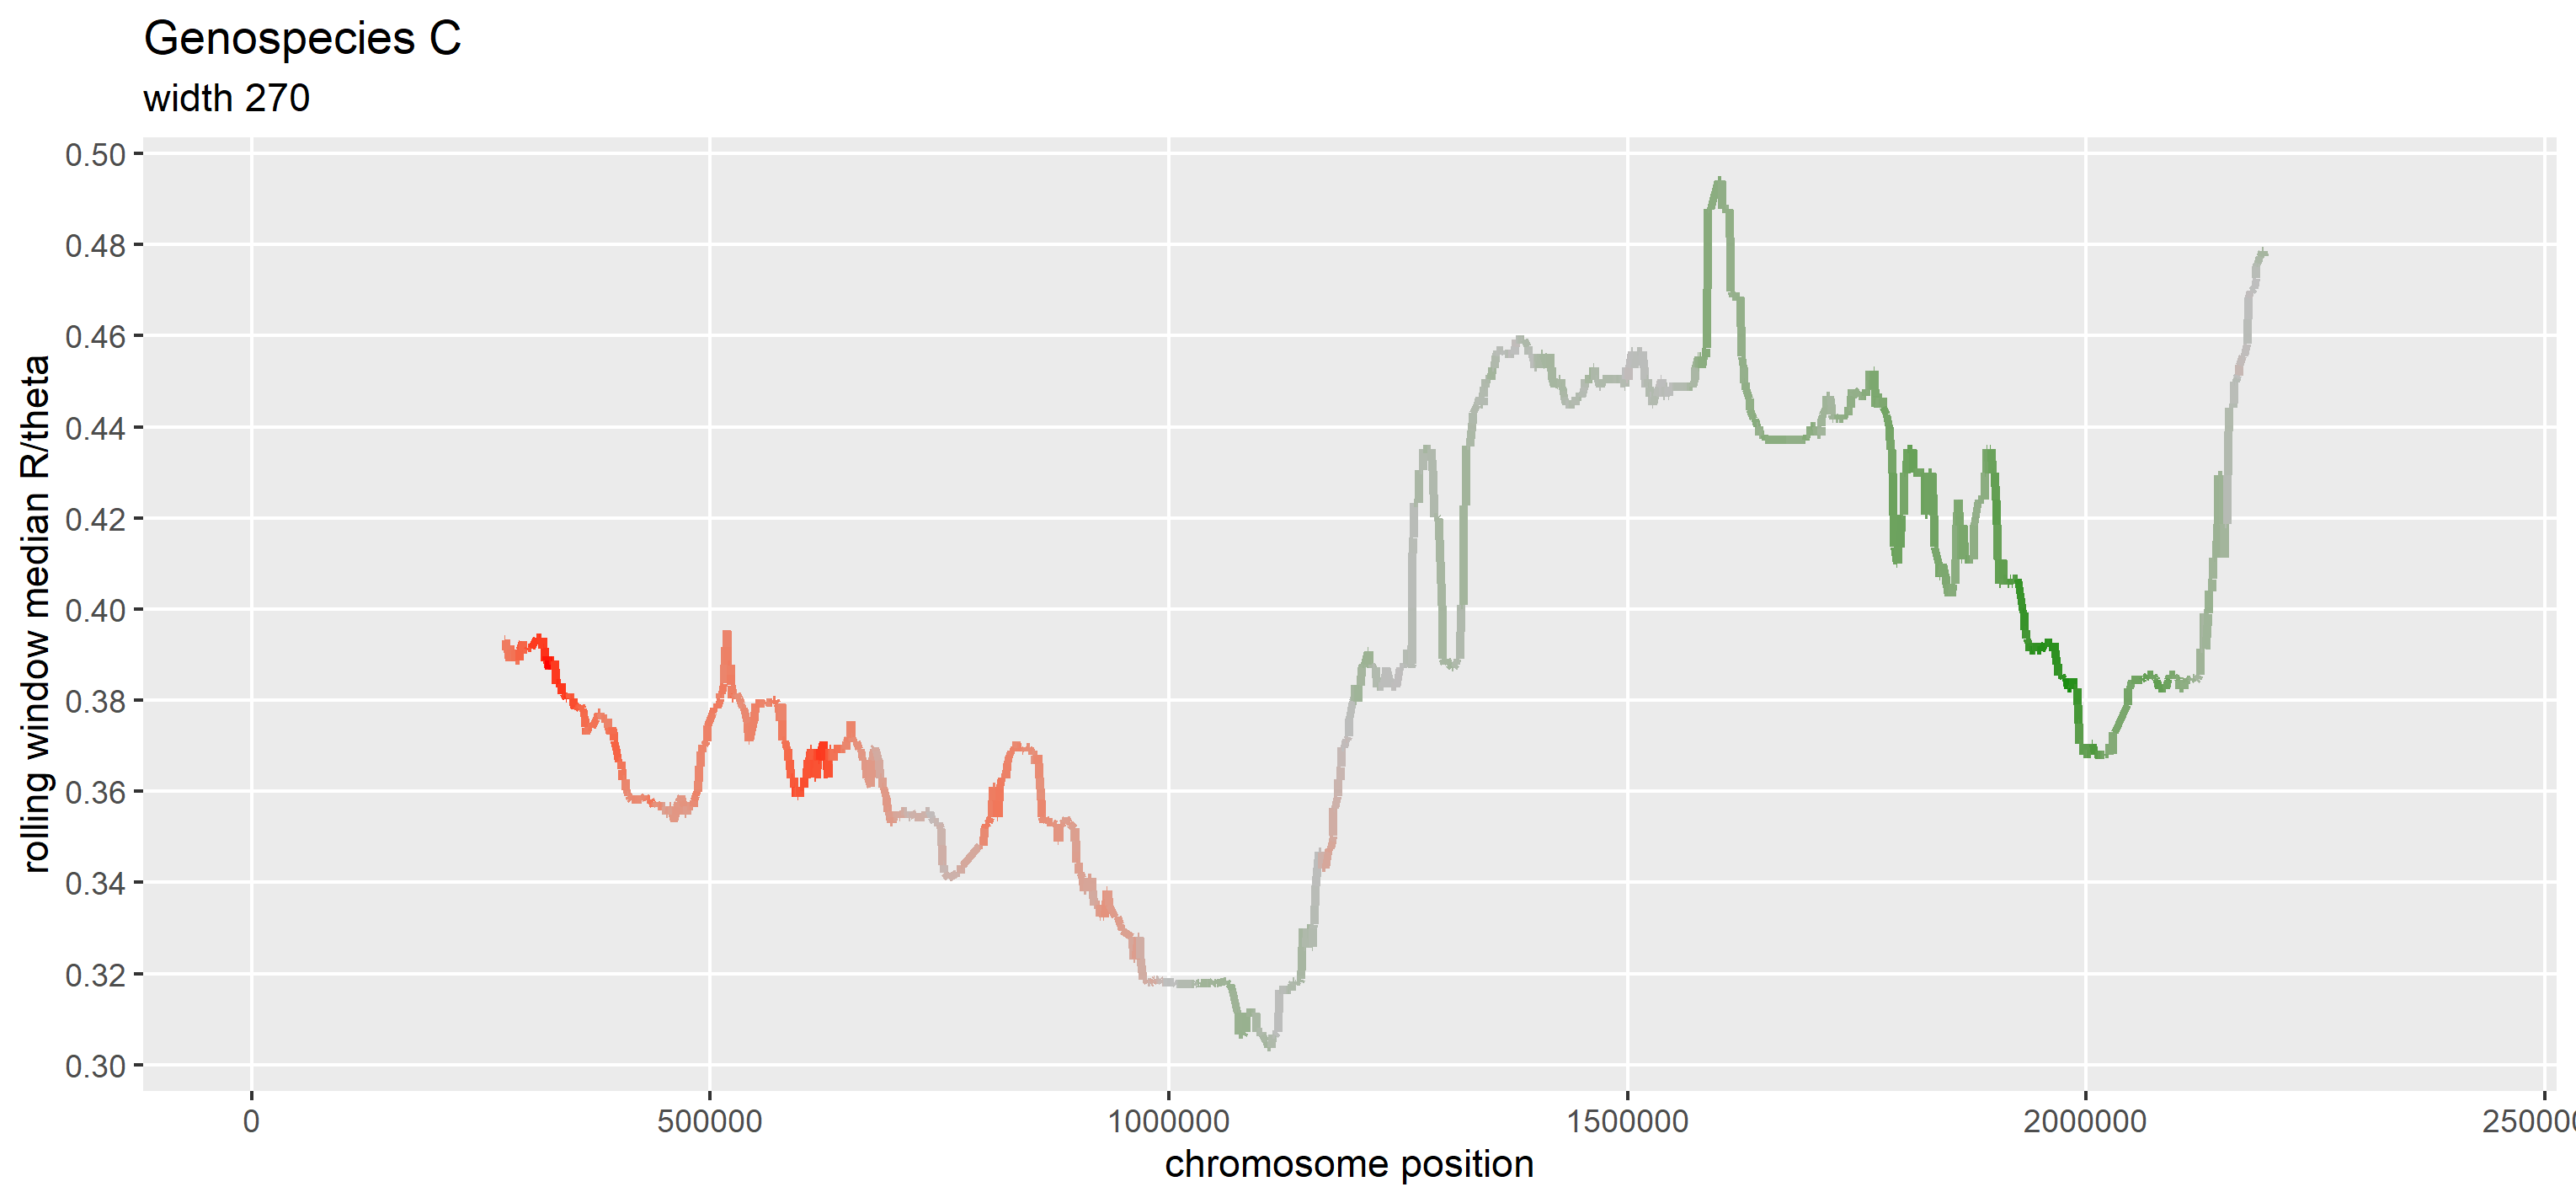 Genospecies C
width 270
rolling window median R/theta
0.50
0.48
0.46
0.44
0.42
0.40
0.38
0.36
0.34
0.32
0.30
0 500000 1000000 1500000 2000000
chromosome position